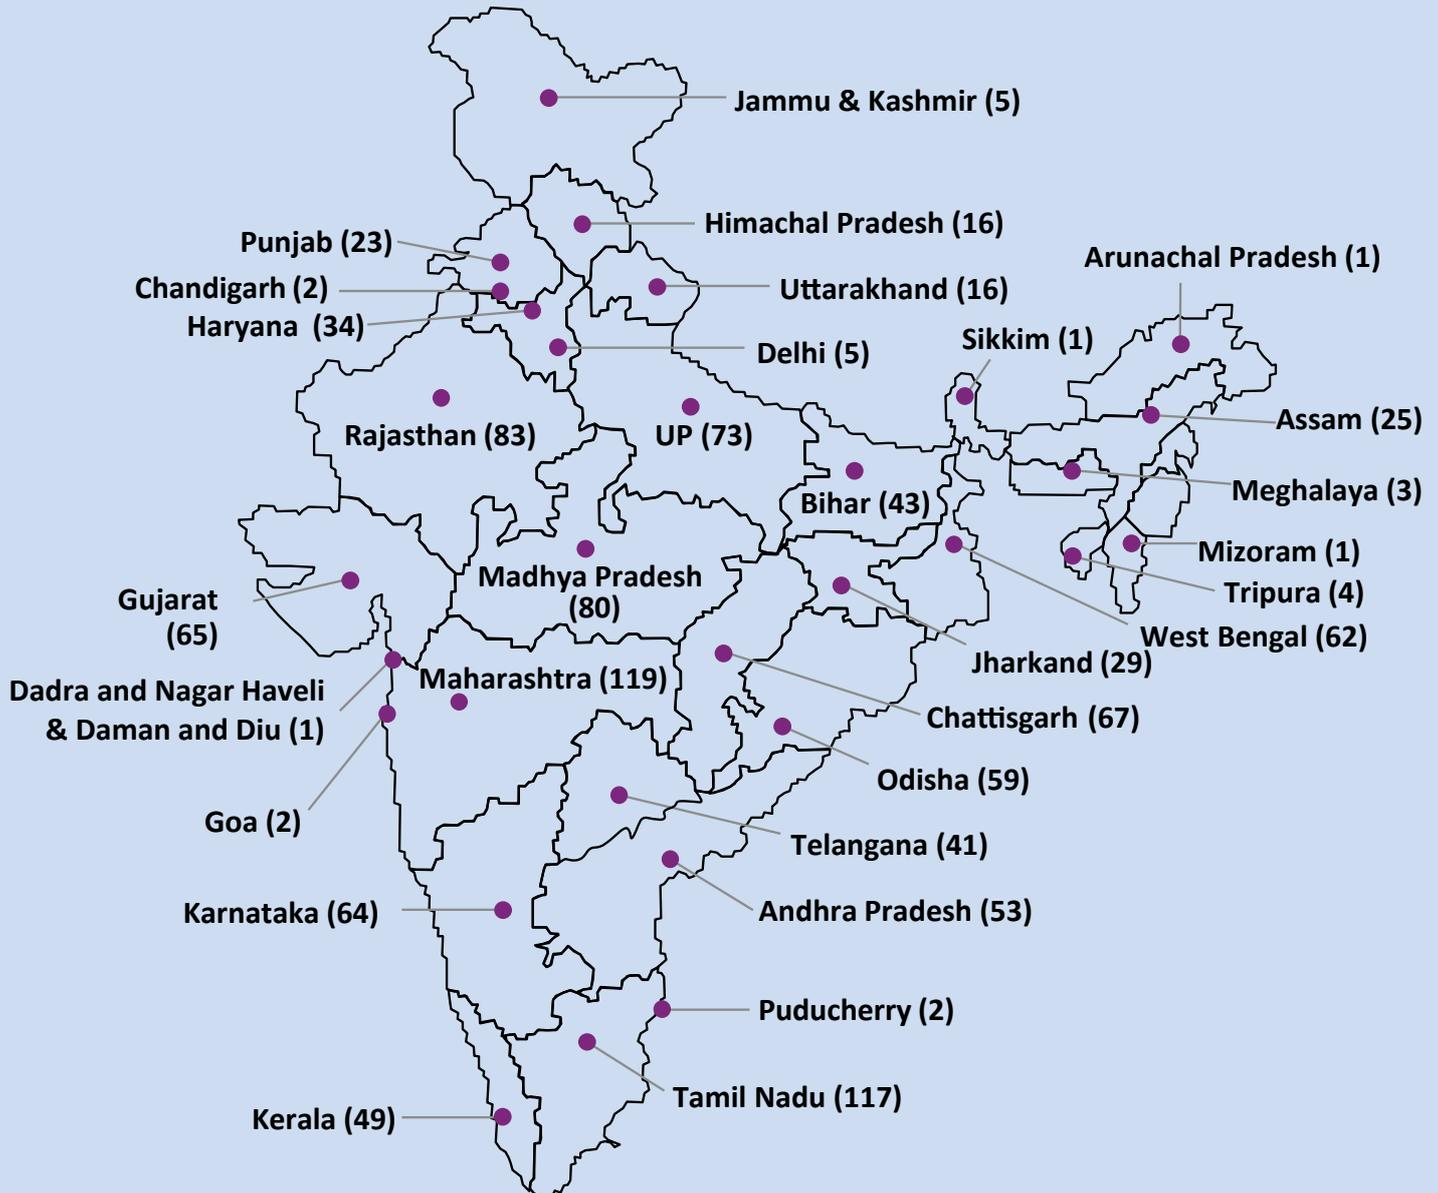 Jammu & Kashmir (5)
Himachal Pradesh (16)
Punjab (23)
Arunachal Pradesh (1)
Chandigarh (2)
Uttarakhand (16)
Haryana  (34)
Sikkim (1)
Delhi (5)
Assam (25)
Rajasthan (83)
UP (73)
Meghalaya (3)
Bihar (43)
Mizoram (1)
Madhya Pradesh
(80)
Tripura (4)
Gujarat
(65)
West Bengal (62)
Jharkand (29)
Maharashtra (119)
Dadra and Nagar Haveli
& Daman and Diu (1)
Chattisgarh (67)
Odisha (59)
Goa (2)
Telangana (41)
Karnataka (64)
Andhra Pradesh (53)
Puducherry (2)
Tamil Nadu (117)
Kerala (49)